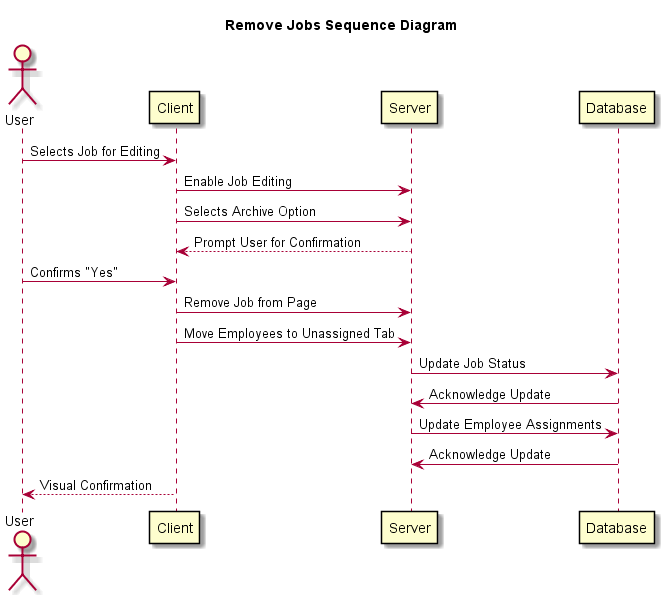 Remove Jobs Sequence Diagram
User
Client
Server
Database
Selects Job for Editing
Enable Job Editing
Selects Archive Option
Prompt User for Confirmation
Confirms "Yes"
Remove Job from Page
Move Employees to Unassigned Tab
Update Job Status
Acknowledge Update
Update Employee Assignments
Acknowledge Update
Visual Confirmation
User
Client
Server
Database